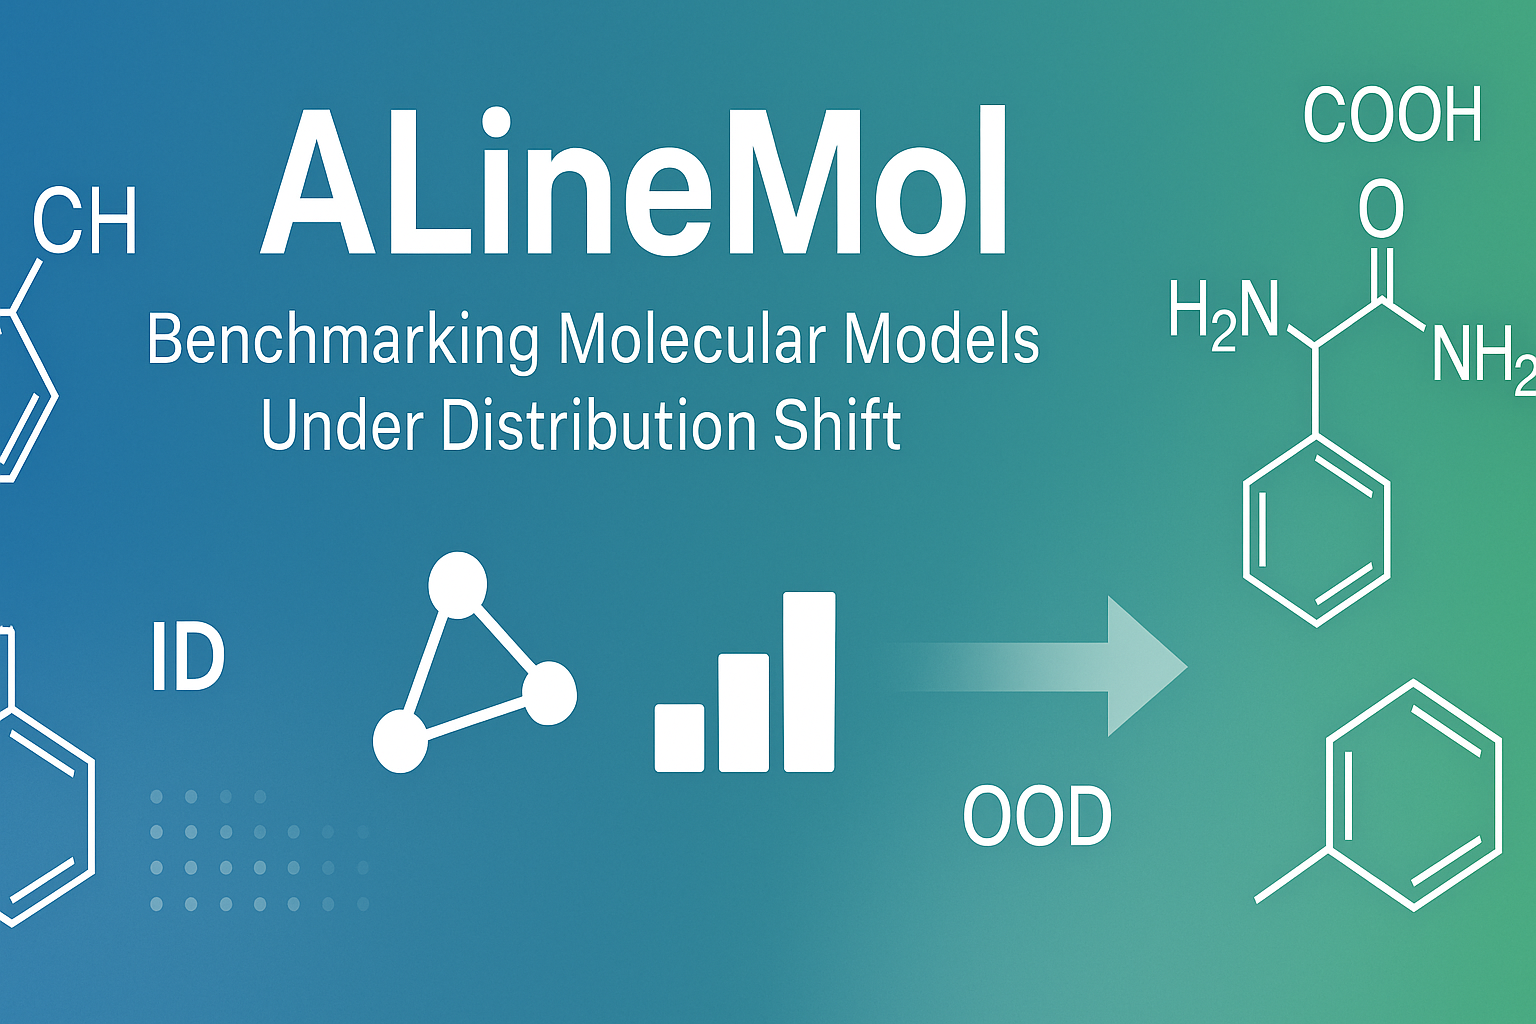 ALineMol
Benchmarking Molecular Models
Under Distribution Shift
CH
COOH
O
H₂N
NH₂
ID
OOD